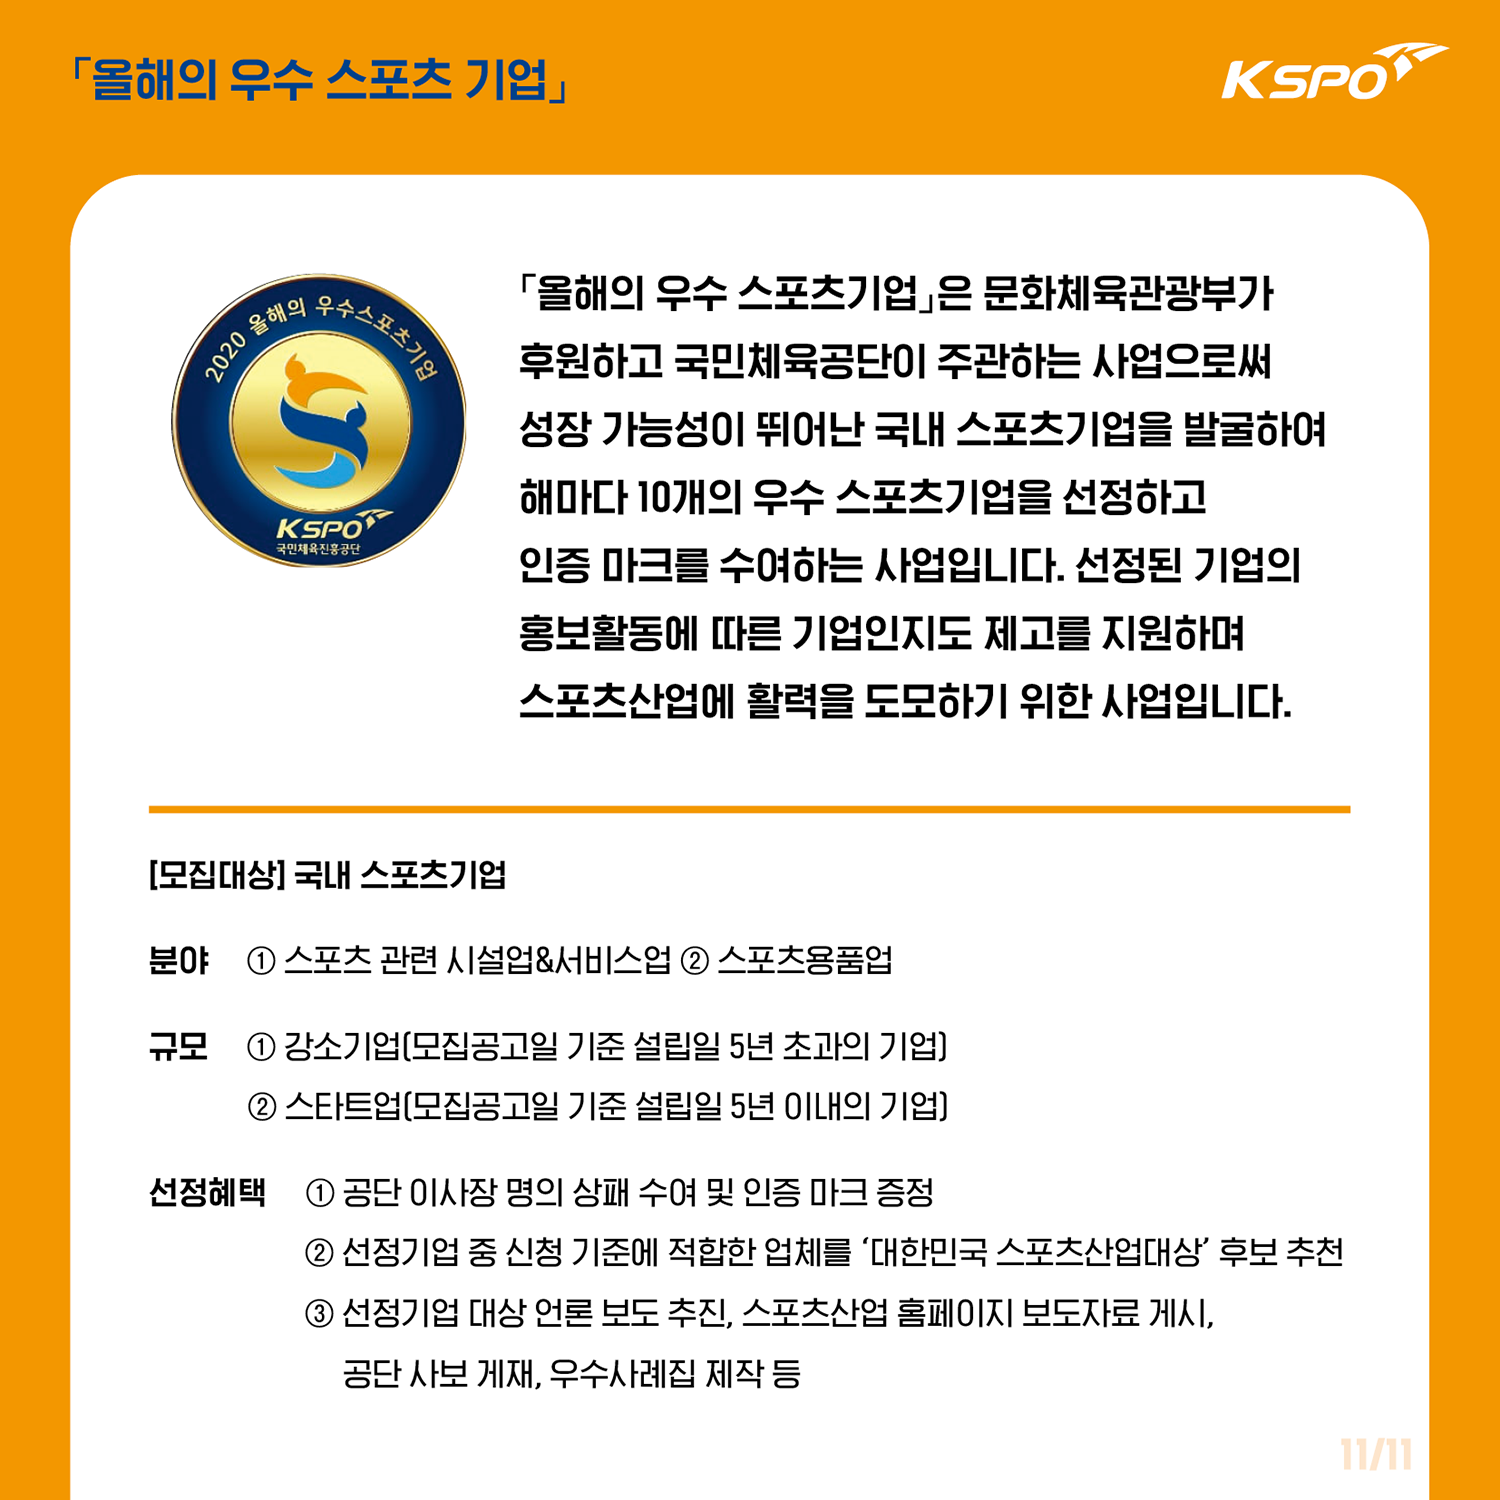 「올해의 우수 스포츠 기업」
KSPO
2020 올해의 우수스포츠기업
KSPO
국민체육진흥공단
「올해의 우수 스포츠기업」은 문화체육관광부가
후원하고 국민체육공단이 주관하는 사업으로써
성장 가능성이 뛰어난 국내 스포츠기업을 발굴하여
해마다 10개의 우수 스포츠기업을 선정하고
인증 마크를 수여하는 사업입니다. 선정된 기업의
홍보활동에 따른 기업인지도 제고를 지원하며
스포츠산업에 활력을 도모하기 위한 사업입니다.
[모집대상] 국내 스포츠기업
분야 ① 스포츠 관련 시설업&서비스업 ② 스포츠용품업
규모 ① 강소기업(모집공고일 기준 설립일 5년 초과의 기업)
② 스타트업(모집공고일 기준 설립일 5년 이내의 기업)
선정혜택 ① 공단 이사장 명의 상패 수여 및 인증 마크 증정
② 선정기업 중 신청 기준에 적합한 업체를 ‘대한민국 스포츠산업대상’ 후보 추천
③ 선정기업 대상 언론 보도 추진, 스포츠산업 홈페이지 보도자료 게시,
공단 사보 게재, 우수사례집 제작 등
11/11